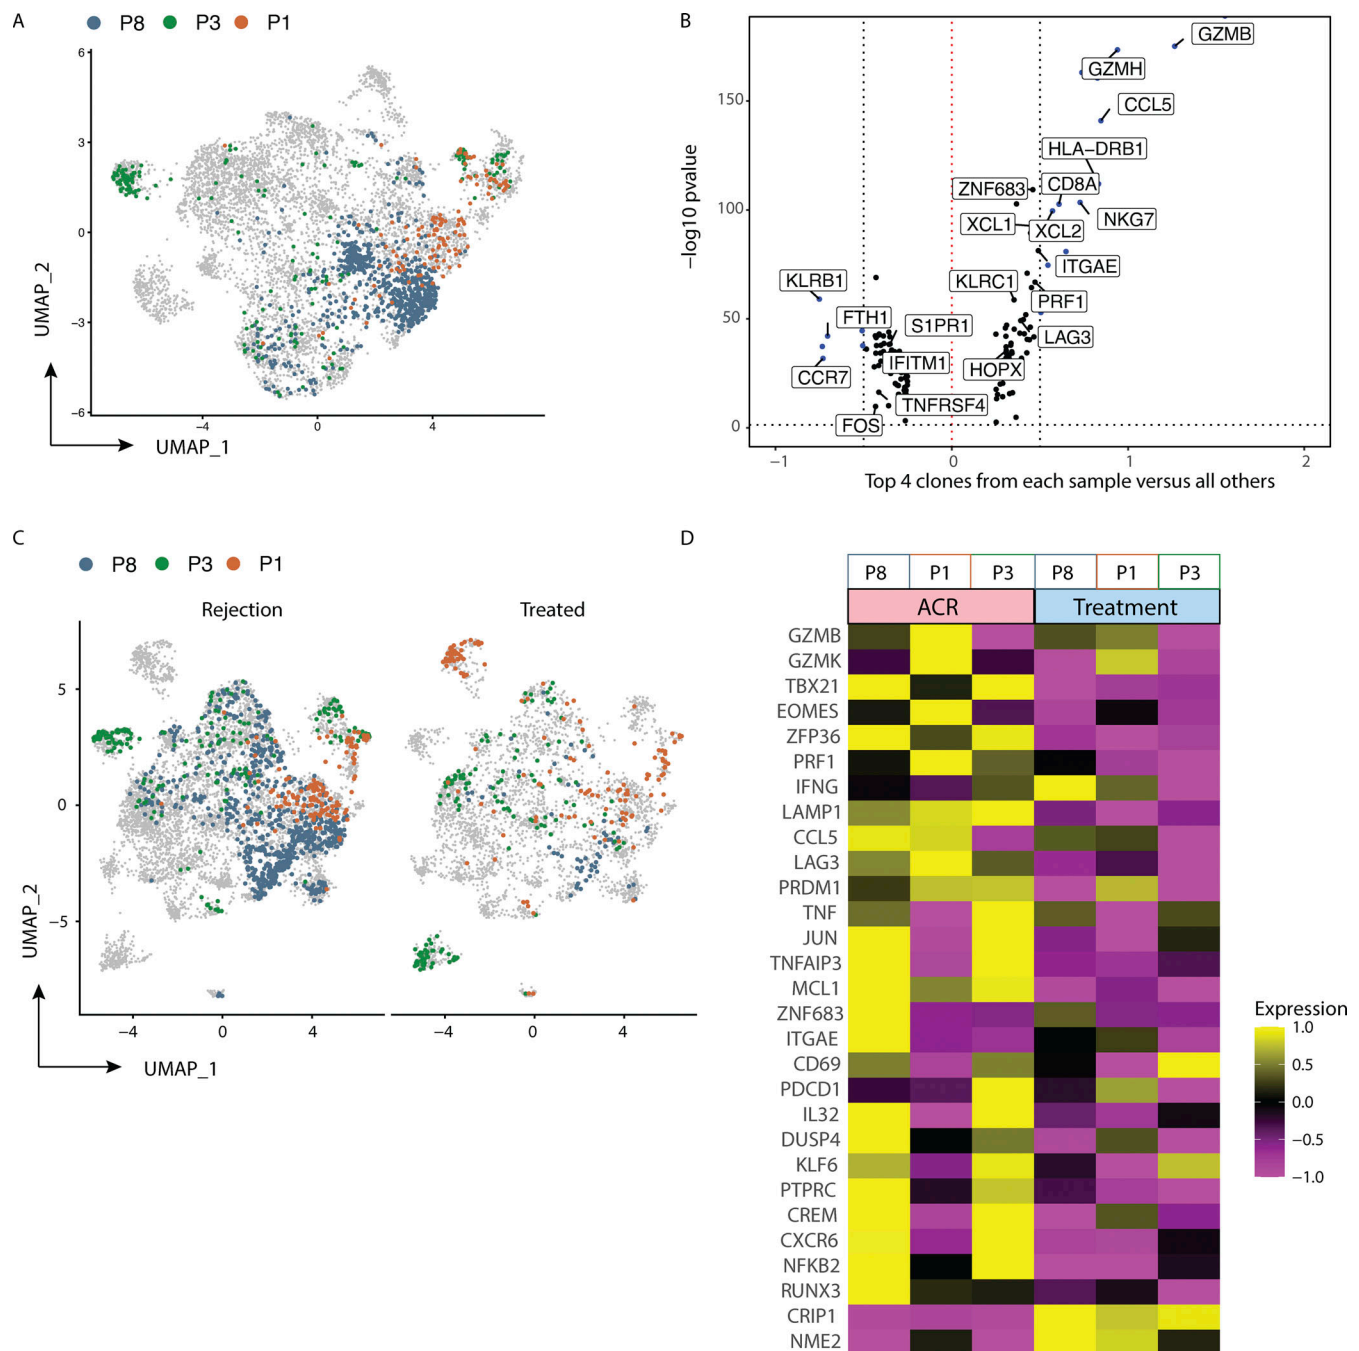 A
P8 P3 P1
6
3
0
−3
−6
−4 0 4
UMAP_2
UMAP_1
B
GZMB
GZMH
CCL5
HLA−DRB1
ZNF683
CD8A
XCL1
XCL2
NKG7
ITGAE
KLRB1
KLRC1
PRF1
FTH1
S1PR1
LAG3
IFITM1
HOPX
CCR7
TNFRSF4
FOS
150
100
50
0
−1 0 1 2
−log10 pvalue
Top 4 clones from each sample versus all others
C
P8 P3 P1
Rejection Treated
5
0
−5
−4 0 4 −4 0 4
UMAP_2
UMAP_1
D
P8 P1 P3 P8 P1 P3
ACR Treatment
GZMB
GZMK
TBX21
EOMES
ZFP36
PRF1
IFNG
LAMP1
CCL5
LAG3
PRDM1
TNF
JUN
TNFAIP3
MCL1
ZNF683
ITGAE
CD69
PDCD1
IL32
DUSP4
KLF6
PTPRC
CREM
CXCR6
NFKB2
RUNX3
CRIP1
NME2
Expression
1.0
0.5
0.0
−0.5
−1.0